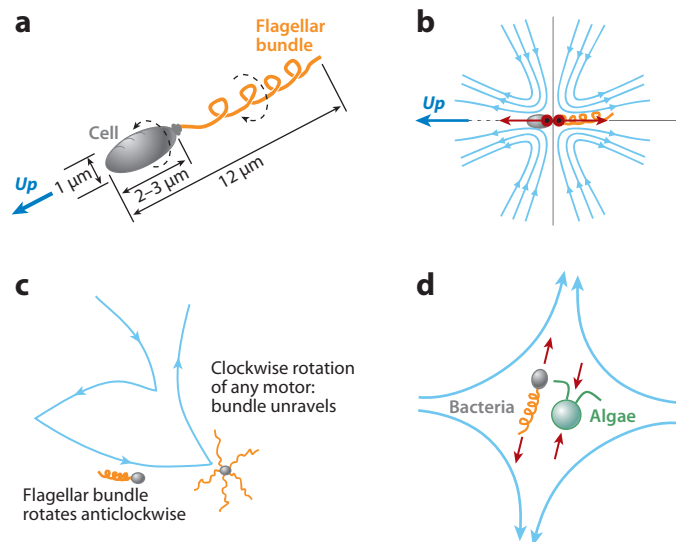 a
Flagellar
bundle
Cell
1 μm
2–3 μm
12 μm
Up
b
Up
c
Clockwise rotation
of any motor:
bundle unravels
Flagellar bundle
rotates anticlockwise
d
Bacteria
Algae